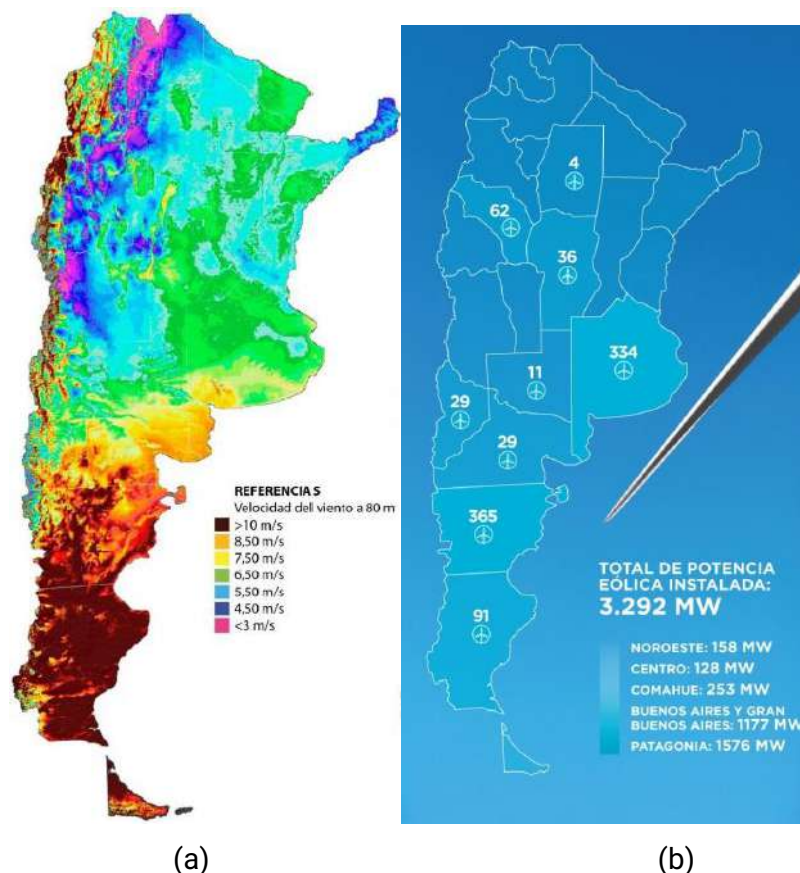 REFERENCIAS
Velocidad del viento a 80 m
>10 m/s
8,50 m/s
7,50 m/s
6,50 m/s
5,50 m/s
4,50 m/s
<3 m/s
(a)
4
62
36
334
11
29
29
365
91
TOTAL DE POTENCIA
EÓLICA INSTALADA:
3.292 MW
NOROESTE: 158 MW
CENTRO: 128 MW
COMAHUE: 253 MW
BUENOS AIRES Y GRAN
BUENOS AIRES: 1177 MW
PATAGONIA: 1576 MW
(b)